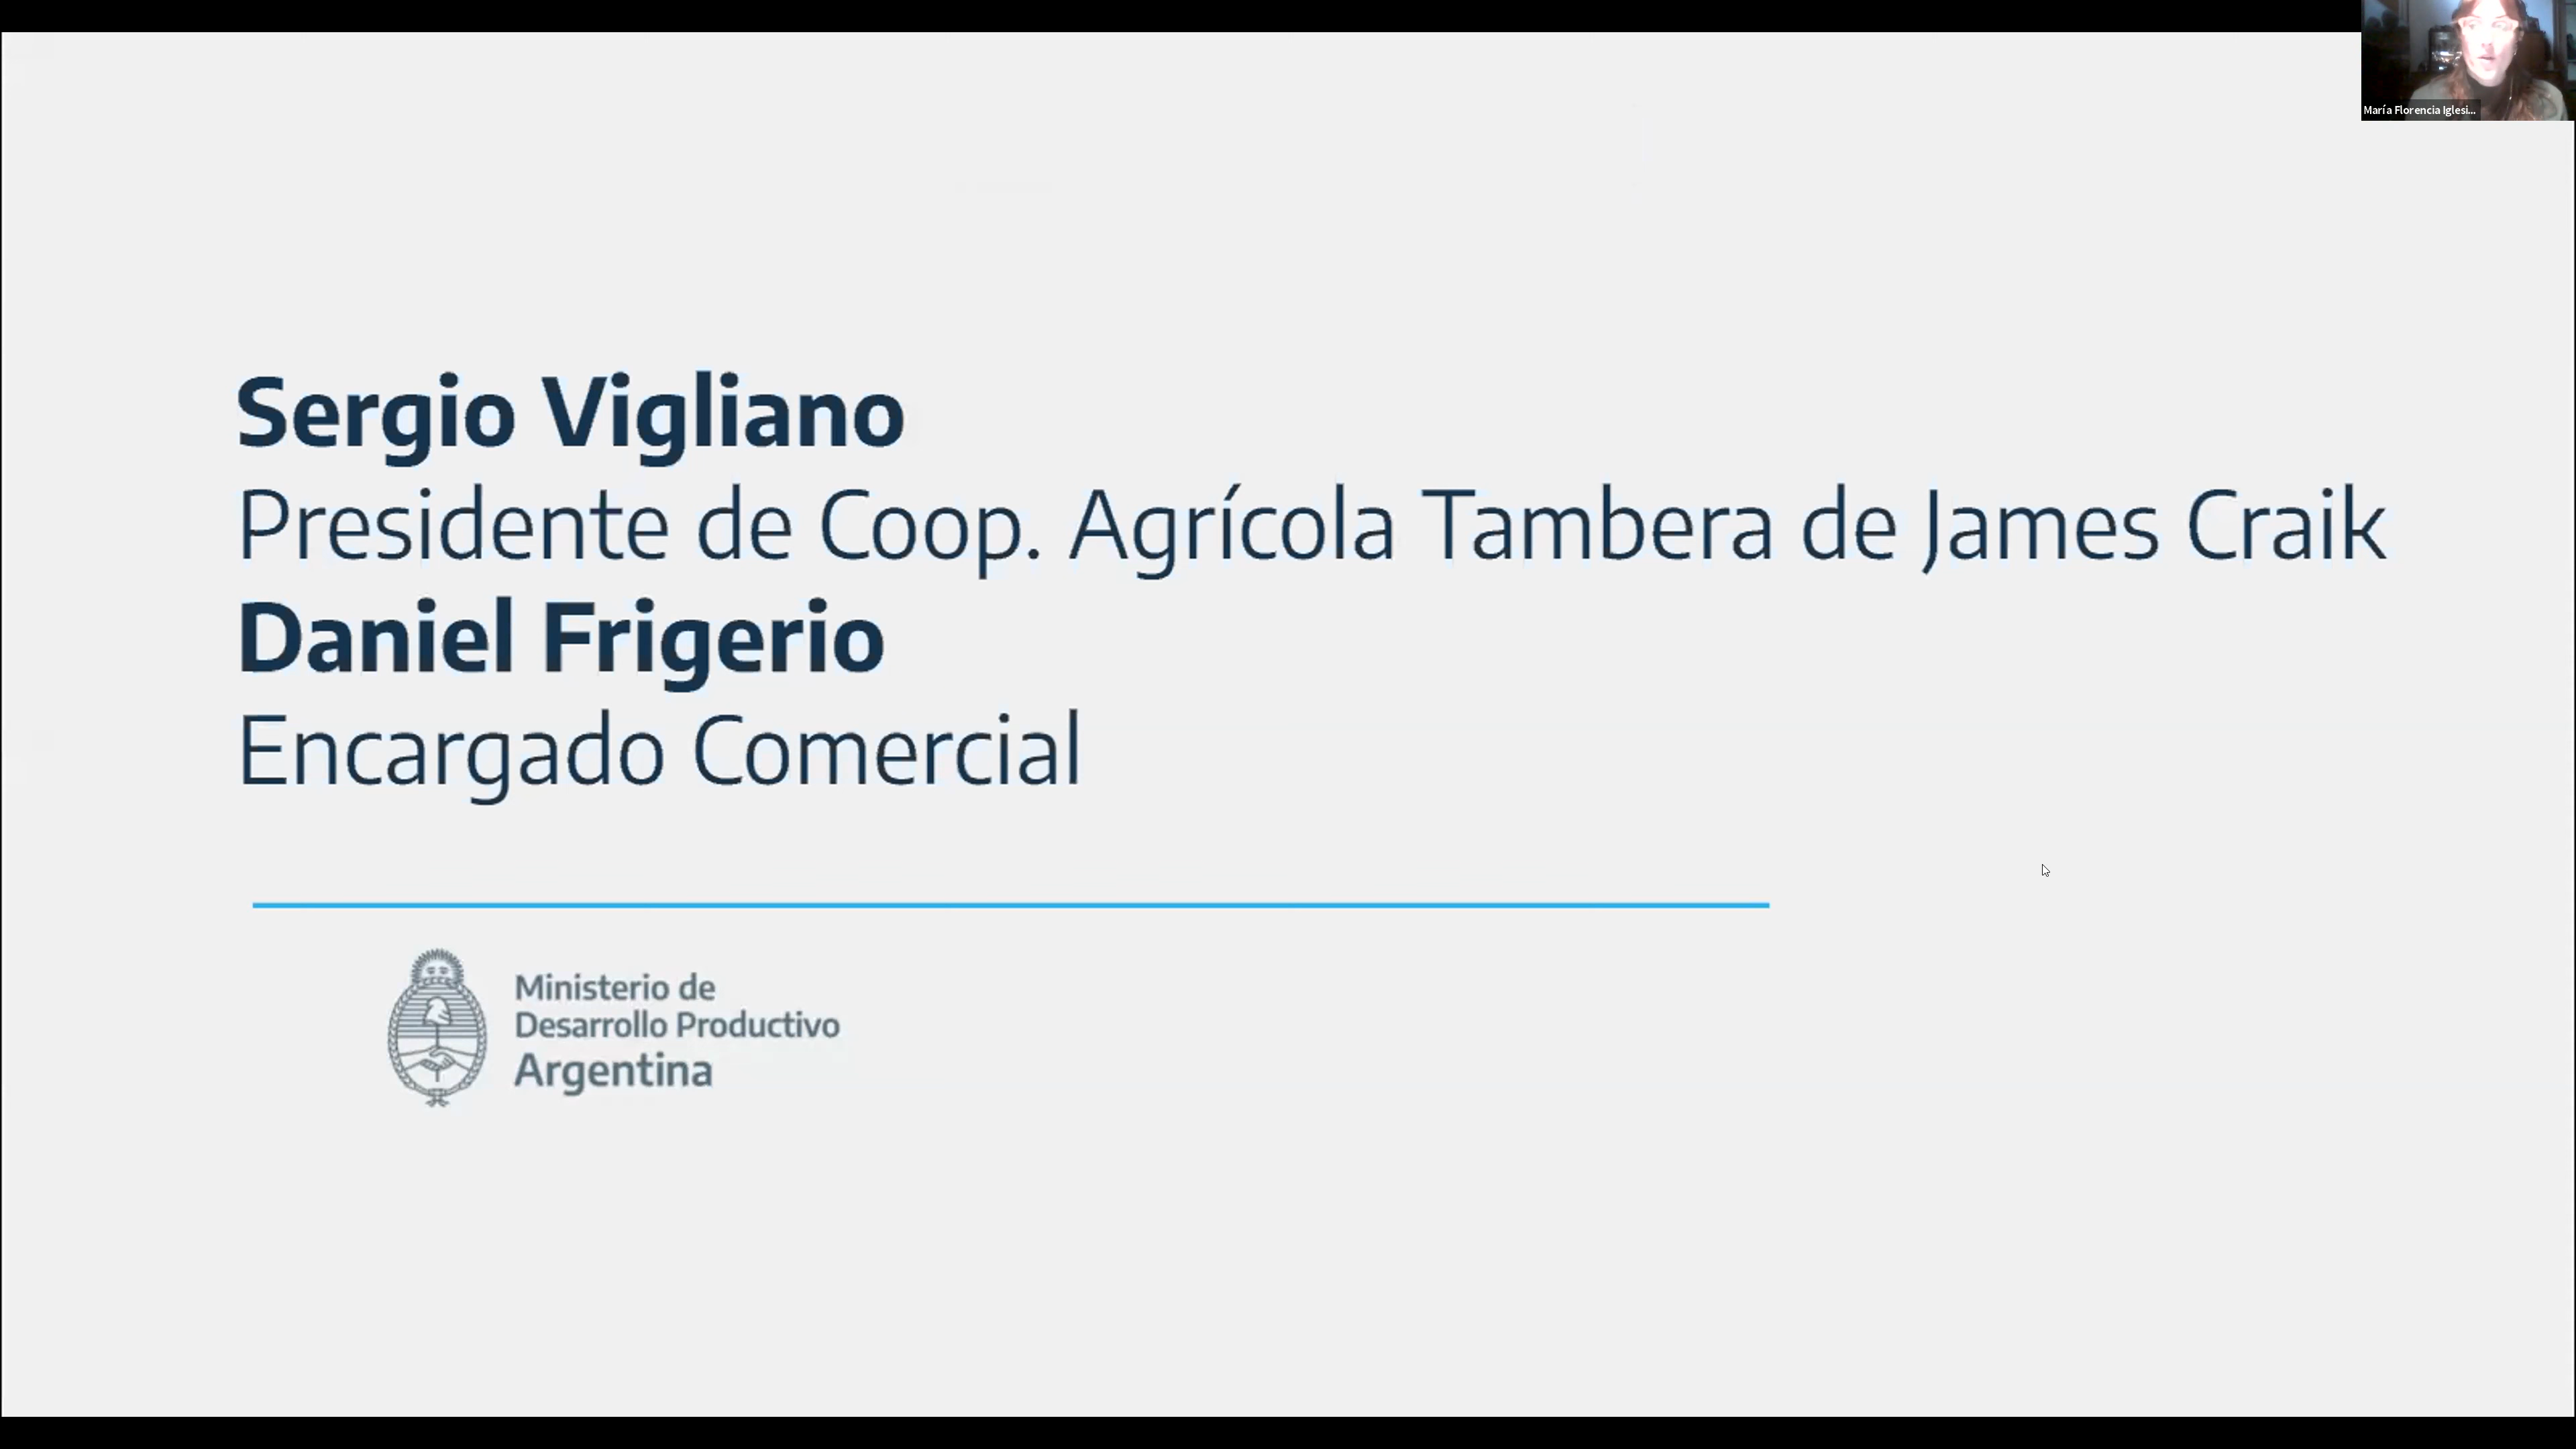 María Florencia Iglesi...
Sergio Vigliano
Presidente de Coop. Agrícola Tambera de James Craik
Daniel Frigerio
Encargado Comercial
Ministerio de
Desarrollo Productivo
Argentina